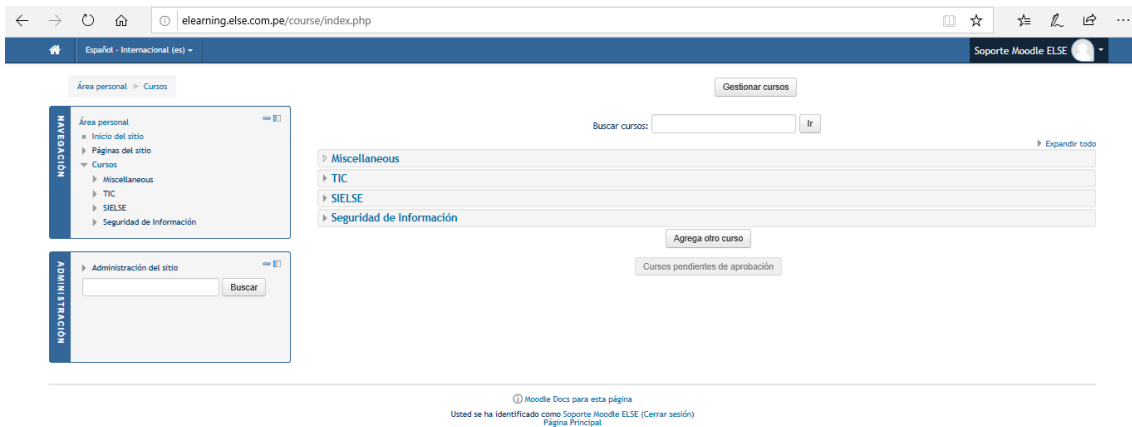 elearning.else.com.pe/course/index.php
Español - Internacional (es)
Soporte Moodle ELSE
Área personal
Cursos
Gestionar cursos
NAVEGACIÓN
Área personal
Inicio del sitio
Páginas del sitio
Cursos
Miscellaneous
TIC
SIELSE
Seguridad de Información
Buscar cursos:
Ir
Expandir todo
Miscellaneous
TIC
SIELSE
Seguridad de Información
Agrega otro curso
Cursos pendientes de aprobación
ADMINISTRACIÓN
Administración del sitio
Buscar
Moodle Docs para esta página
Usted se ha identificado como Soporte Moodle ELSE (Cerrar sesión)
Página Principal